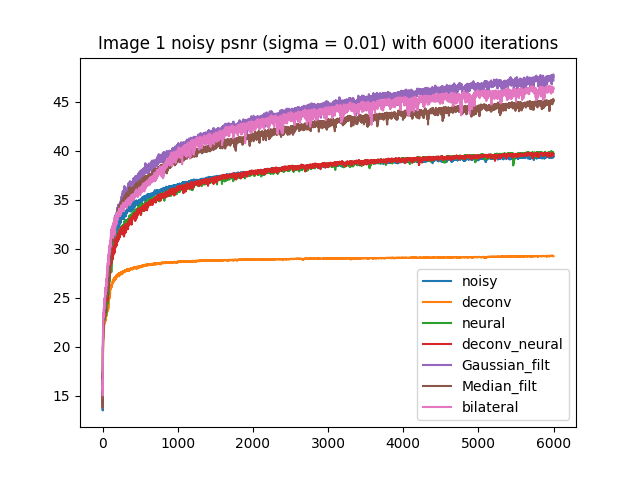 Image 1 noisy psnr (sigma = 0.01) with 6000 iterations
45
40
35
30
25
20
15
noisy
deconv
neural
deconv_neural
Gaussian_filt
Median_filt
bilateral
0 1000 2000 3000 4000 5000 6000